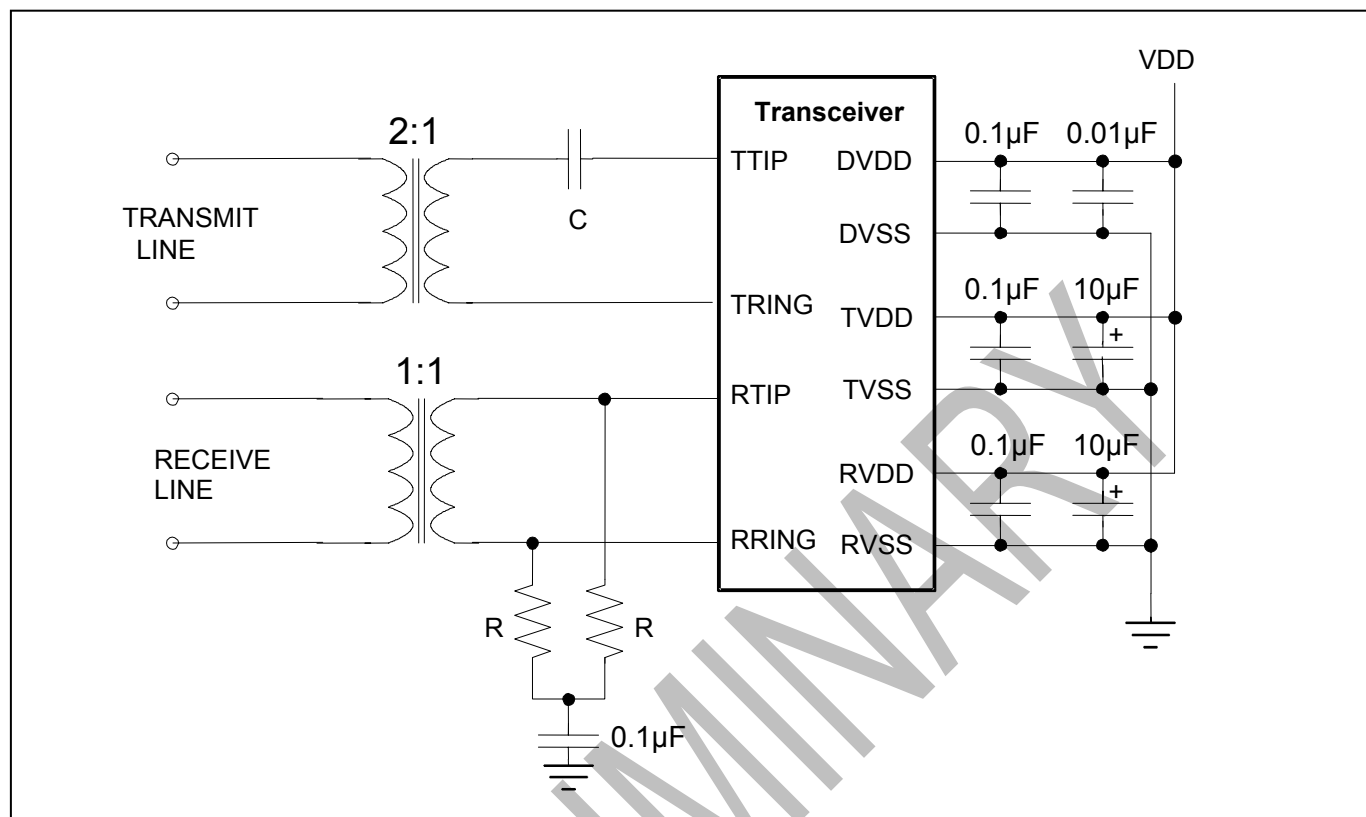 VDD
Transceiver
2:1
0.1µF
0.01µF
TTIP
DVDD
TRANSMIT
LINE
C
DVSS
0.1µF
10µF
TRING
TVDD
+
1:1
RTIP
TVSS
0.1µF
10µF
RECEIVE
LINE
RVDD
+
RRING
RVSS
R
R
0.1µF
IMINARY